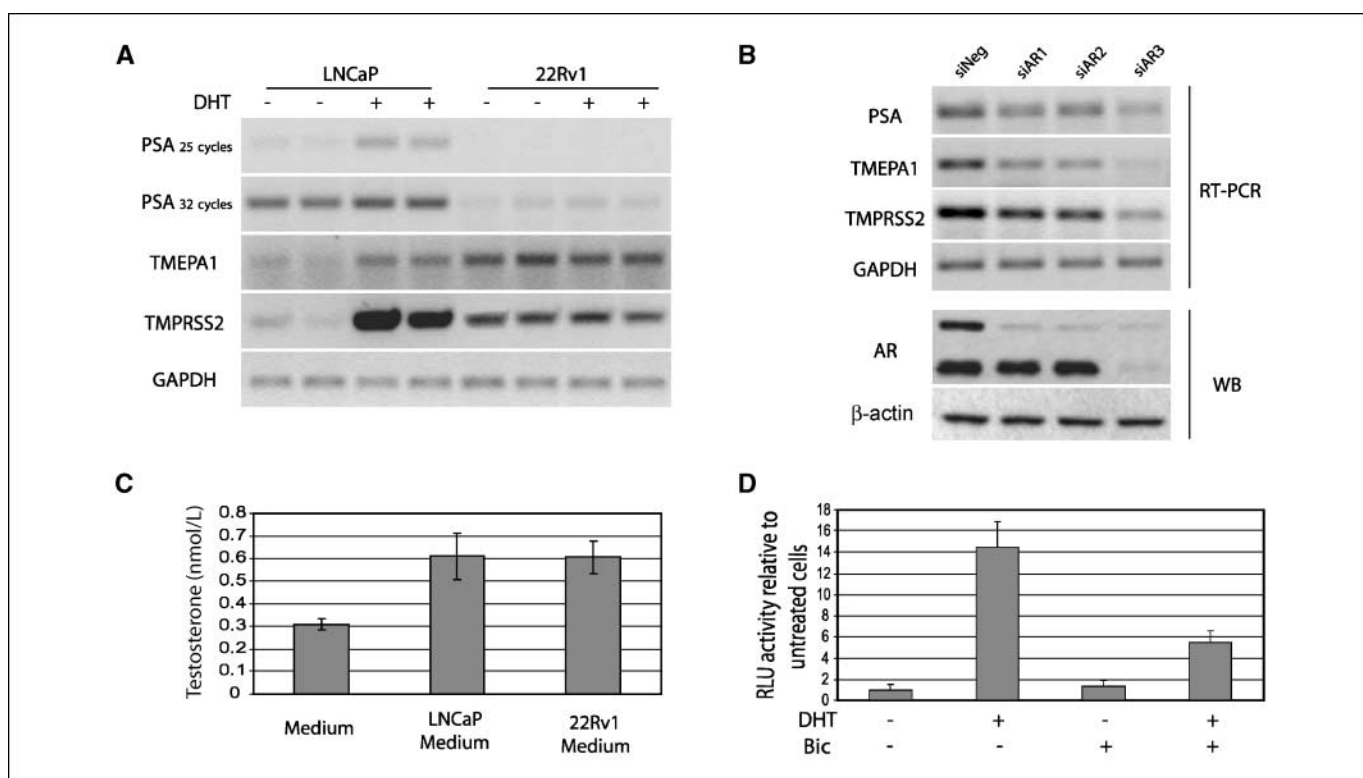 A
LNCaP 22Rv1
DHT - - + + - - + +
PSA 25 cycles
PSA 32 cycles
TMEPA1
TMPRSS2
GAPDH
B
siNeg siAR1 siAR2 siAR3
PSA
TMEPA1
TMPRSS2
GAPDH
RT-PCR
AR
β-actin
WB
C
Testosterone (nmol/L)
0.8
0.7
0.6
0.5
0.4
0.3
0.2
0.1
0
Medium
LNCaP
Medium
22Rv1
Medium
D
RLU activity relative to
untreated cells
18
16
14
12
10
8
6
4
2
0
DHT - + - +
Bic - - + +